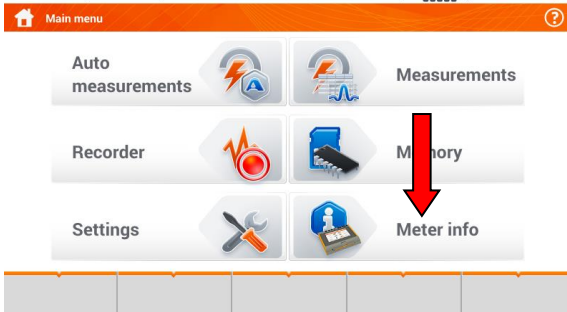 Main menu
?
Auto
measurements
A
Measurements
Recorder
Memory
Settings
Meter info